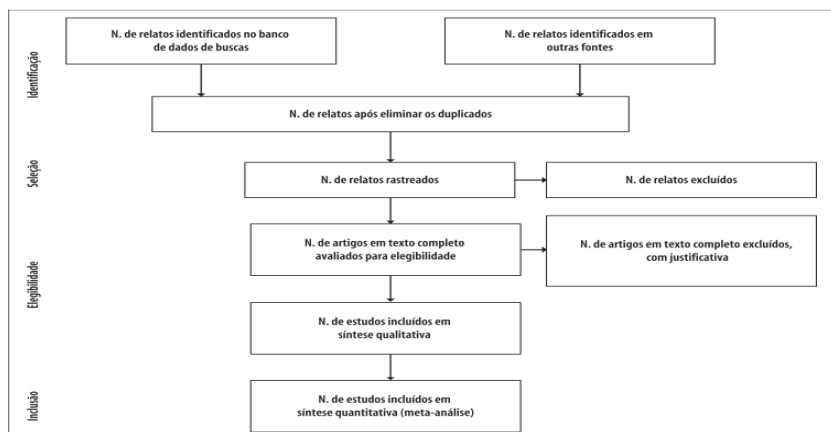 Identificação
N. de relatos identificados no banco
de dados de buscas
N. de relatos identificados em
outras fontes
N. de relatos após eliminar os duplicados
Seleção
N. de relatos rastreados
N. de relatos excluídos
Elegibilidade
N. de artigos em texto completo
avaliados para elegibilidade
N. de artigos em texto completo excluídos,
com justificativa
N. de estudos incluídos em
síntese qualitativa
Inclusão
N. de estudos incluídos em
síntese quantitativa (meta-análise)